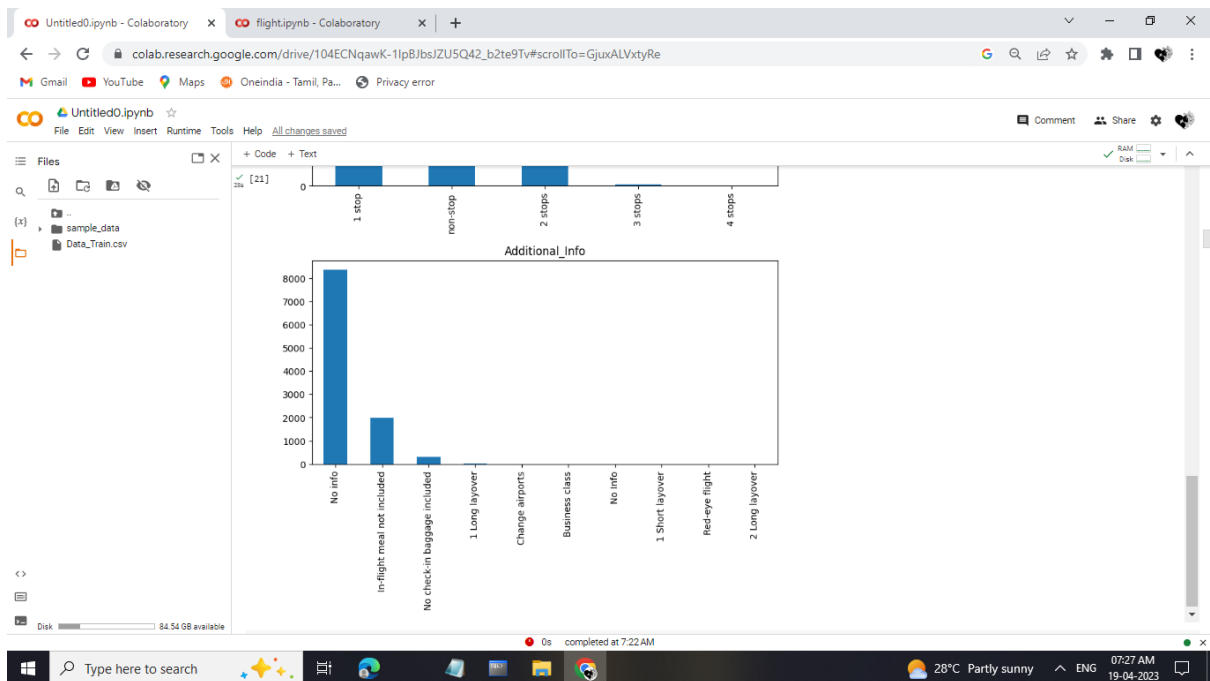 Untitled0.ipynb - Colaboratory
flight.ipynb - Colaboratory
colab.research.google.com/drive/104ECNqawK-1IpBJbsJZU5Q42_b2te9Tv#scrollTo=GjuxALVxtyRe
Gmail YouTube Maps Oneindia - Tamil, Pa... Privacy error
Untitled0.ipynb
File Edit View Insert Runtime Tools Help All changes saved
Comment Share
Files
+ Code + Text
RAM
Disk
[21]
28s
0
..
sample_data
Data_Train.csv
{x}
1 stop
non-stop
2 stops
3 stops
4 stops
Additional_Info
8000
7000
6000
5000
4000
3000
2000
1000
0
No info
In-flight meal not included
No check-in baggage included
1 Long layover
Change airports
Business class
No Info
1 Short layover
Red-eye flight
2 Long layover
Disk 84.54 GB available
0s completed at 7:22 AM
Type here to search
28°C Partly sunny
ENG
07:27 AM
19-04-2023